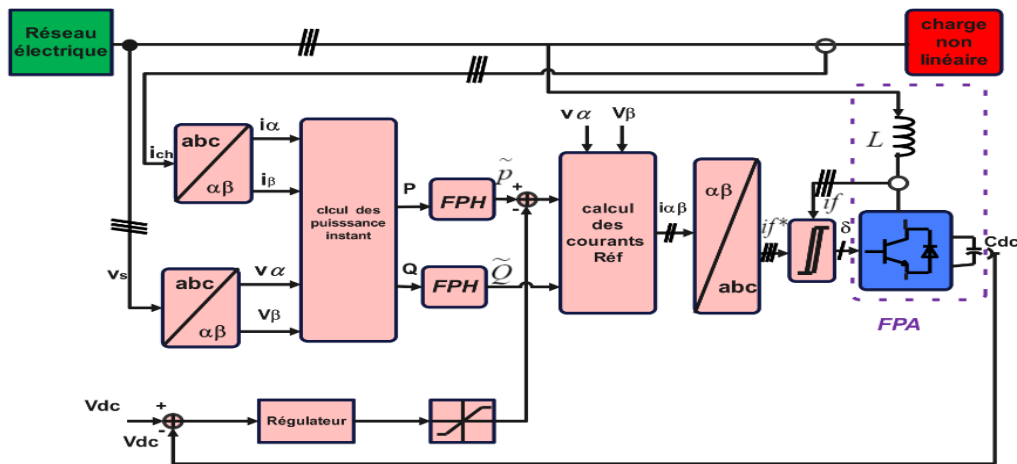 Réseau
électrique
charge
non
linéaire
ich
abc
αβ
iα
iβ
clcul des
puisssance
instant
P
FPH
p̃
+
-
Q
FPH
Q̃
vα
Vβ
calcul
des
courants
Réf
iαβ
αβ
abc
if*
if
δ
L
Cdc
FPA
Vs
abc
αβ
vα
Vβ
Vdc
+
-
Vdc
Régulateur